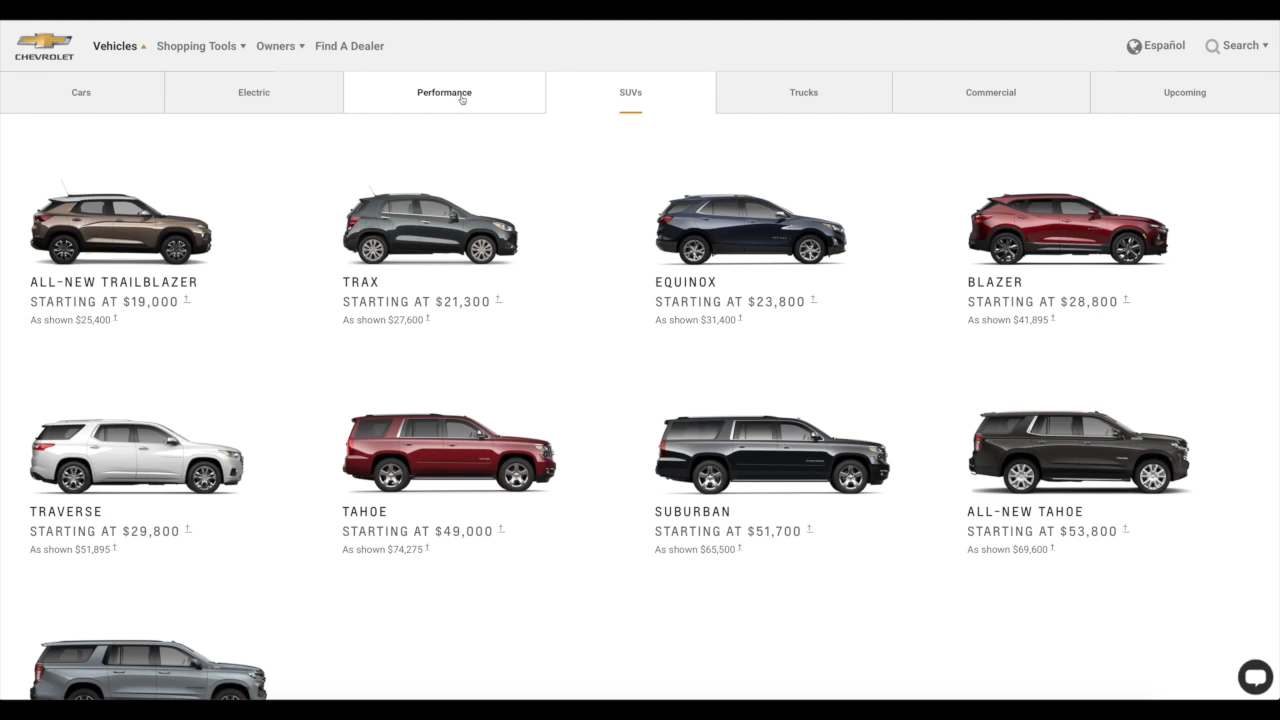 CHEVROLET
Vehicles
Shopping Tools
Owners
Find A Dealer
Español
Search
Cars
Electric
Performance
SUVs
Trucks
Commercial
Upcoming
ALL-NEW TRAILBLAZER
STARTING AT $19,000 †
As shown $25,400 †
TRAX
STARTING AT $21,300 †
As shown $27,600 †
EQUINOX
STARTING AT $23,800 †
As shown $31,400 †
BLAZER
STARTING AT $28,800 †
As shown $41,895 †
TRAVERSE
STARTING AT $29,800 †
As shown $51,895 †
TAHOE
STARTING AT $49,000 †
As shown $74,275 †
SUBURBAN
STARTING AT $51,700 †
As shown $65,500 †
ALL-NEW TAHOE
STARTING AT $53,800 †
As shown $69,600 †